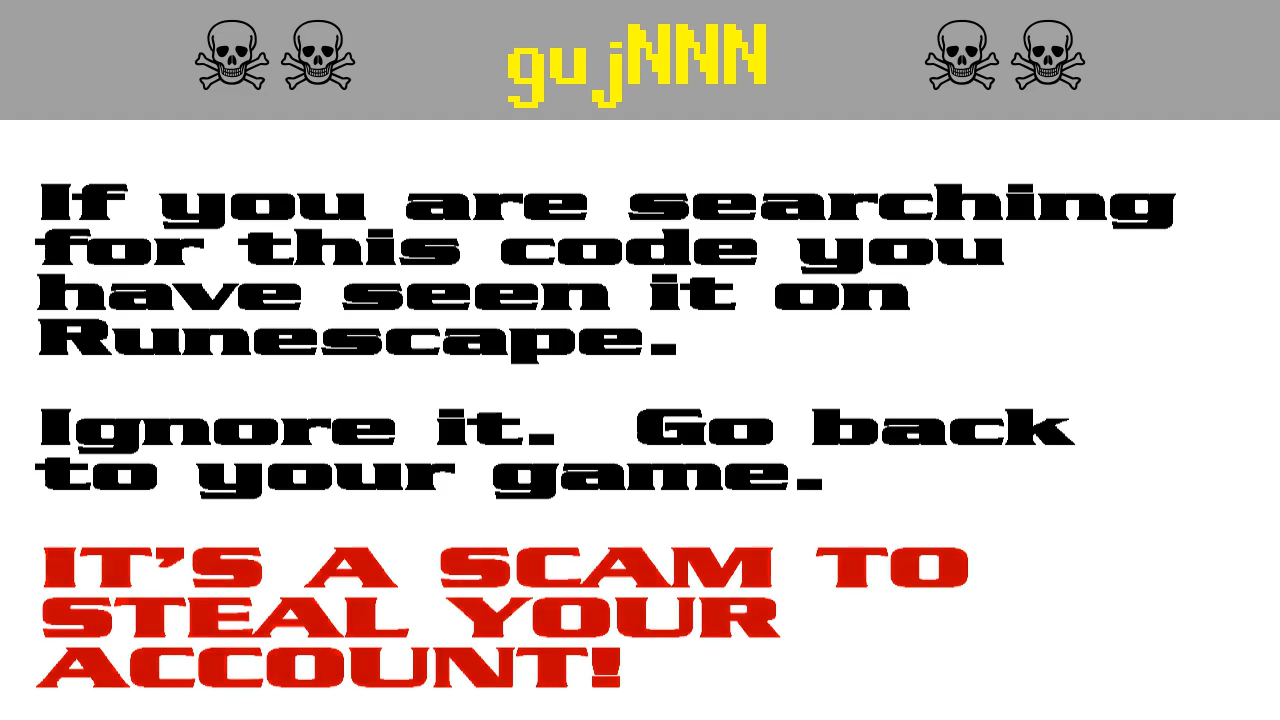 gujNNN
If you are searching
for this code you
have seen it on
Runescape.
Ignore it. Go back
to your game.
IT'S A SCAM TO
STEAL YOUR
ACCOUNT!